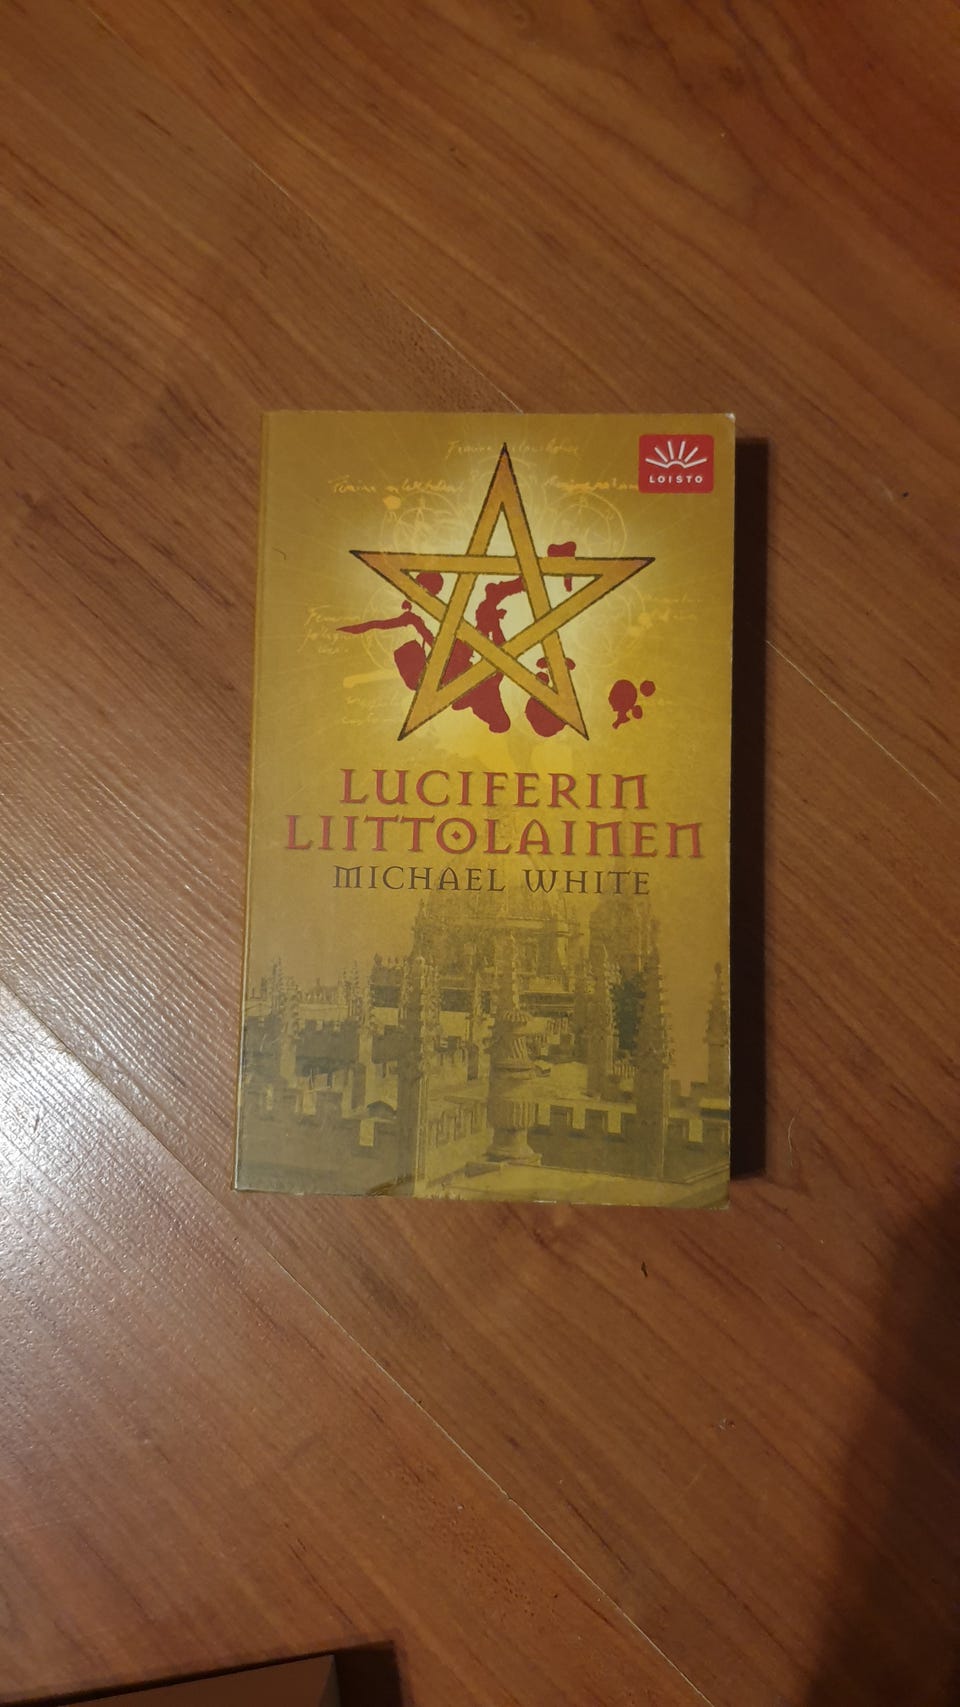 LOISTO
LUCIFERIN
LIITTOLAINEN
MICHAEL WHITE